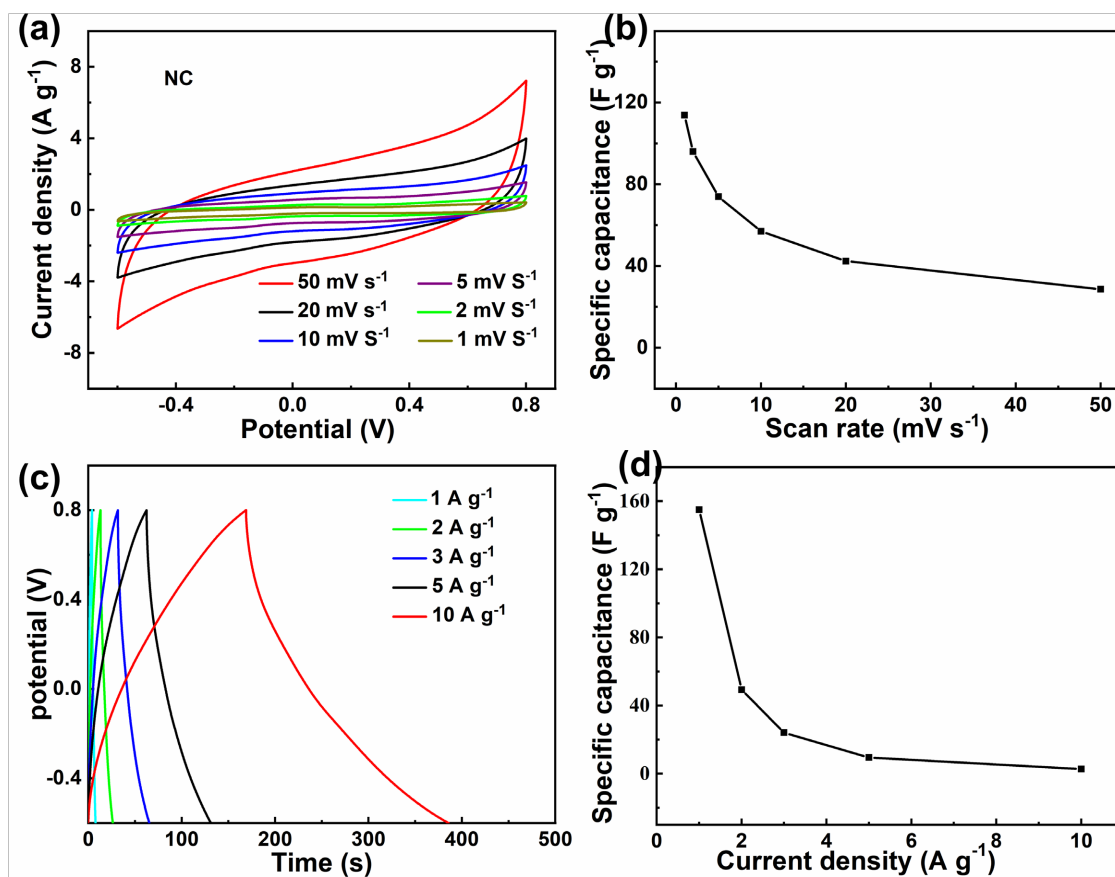 (a)
Current density (A g⁻¹)
8
4
0
-4
-8
NC
50 mV s⁻¹
20 mV s⁻¹
10 mV S⁻¹
5 mV S⁻¹
2 mV S⁻¹
1 mV S⁻¹
-0.4
0.0
0.4
0.8
Potential (V)
(b)
Specific capacitance (F g⁻¹)
120
80
40
0
0
10
20
30
40
50
Scan rate (mV s⁻¹)
(c)
potential (V)
0.8
0.4
0.0
-0.4
1 A g⁻¹
2 A g⁻¹
3 A g⁻¹
5 A g⁻¹
10 A g⁻¹
0
100
200
300
400
500
Time (s)
(d)
Specific capacitance (F g⁻¹)
160
120
80
40
0
0
2
4
6
8
10
Current density (A g⁻¹)